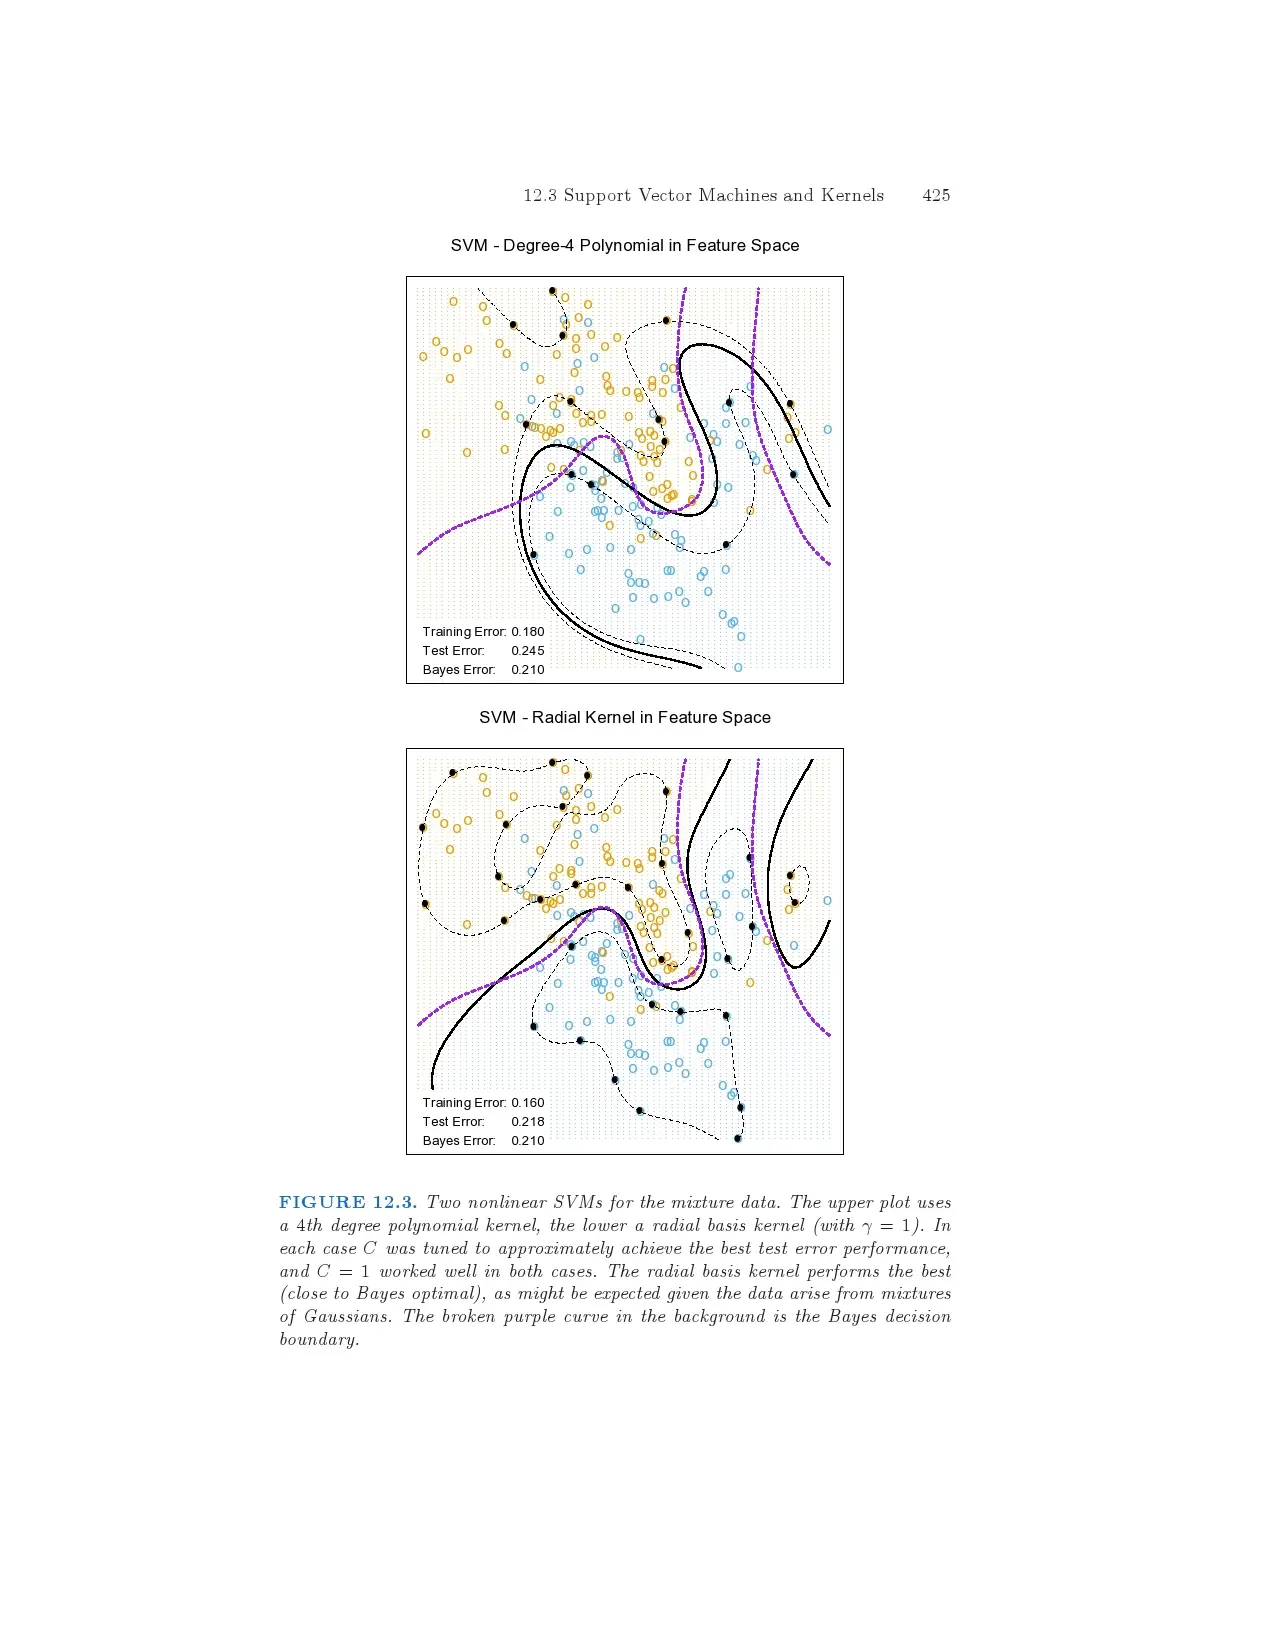 12.3 Support Vector Machines and Kernels 425
SVM - Degree-4 Polynomial in Feature Space
Training Error: 0.180
Test Error: 0.245
Bayes Error: 0.210
SVM - Radial Kernel in Feature Space
Training Error: 0.160
Test Error: 0.218
Bayes Error: 0.210
FIGURE 12.3. Two nonlinear SVMs for the mixture data. The upper plot uses
a 4th degree polynomial kernel, the lower a radial basis kernel (with γ = 1). In
each case C was tuned to approximately achieve the best test error performance,
and C = 1 worked well in both cases. The radial basis kernel performs the best
(close to Bayes optimal), as might be expected given the data arise from mixtures
of Gaussians. The broken purple curve in the background is the Bayes decision
boundary.